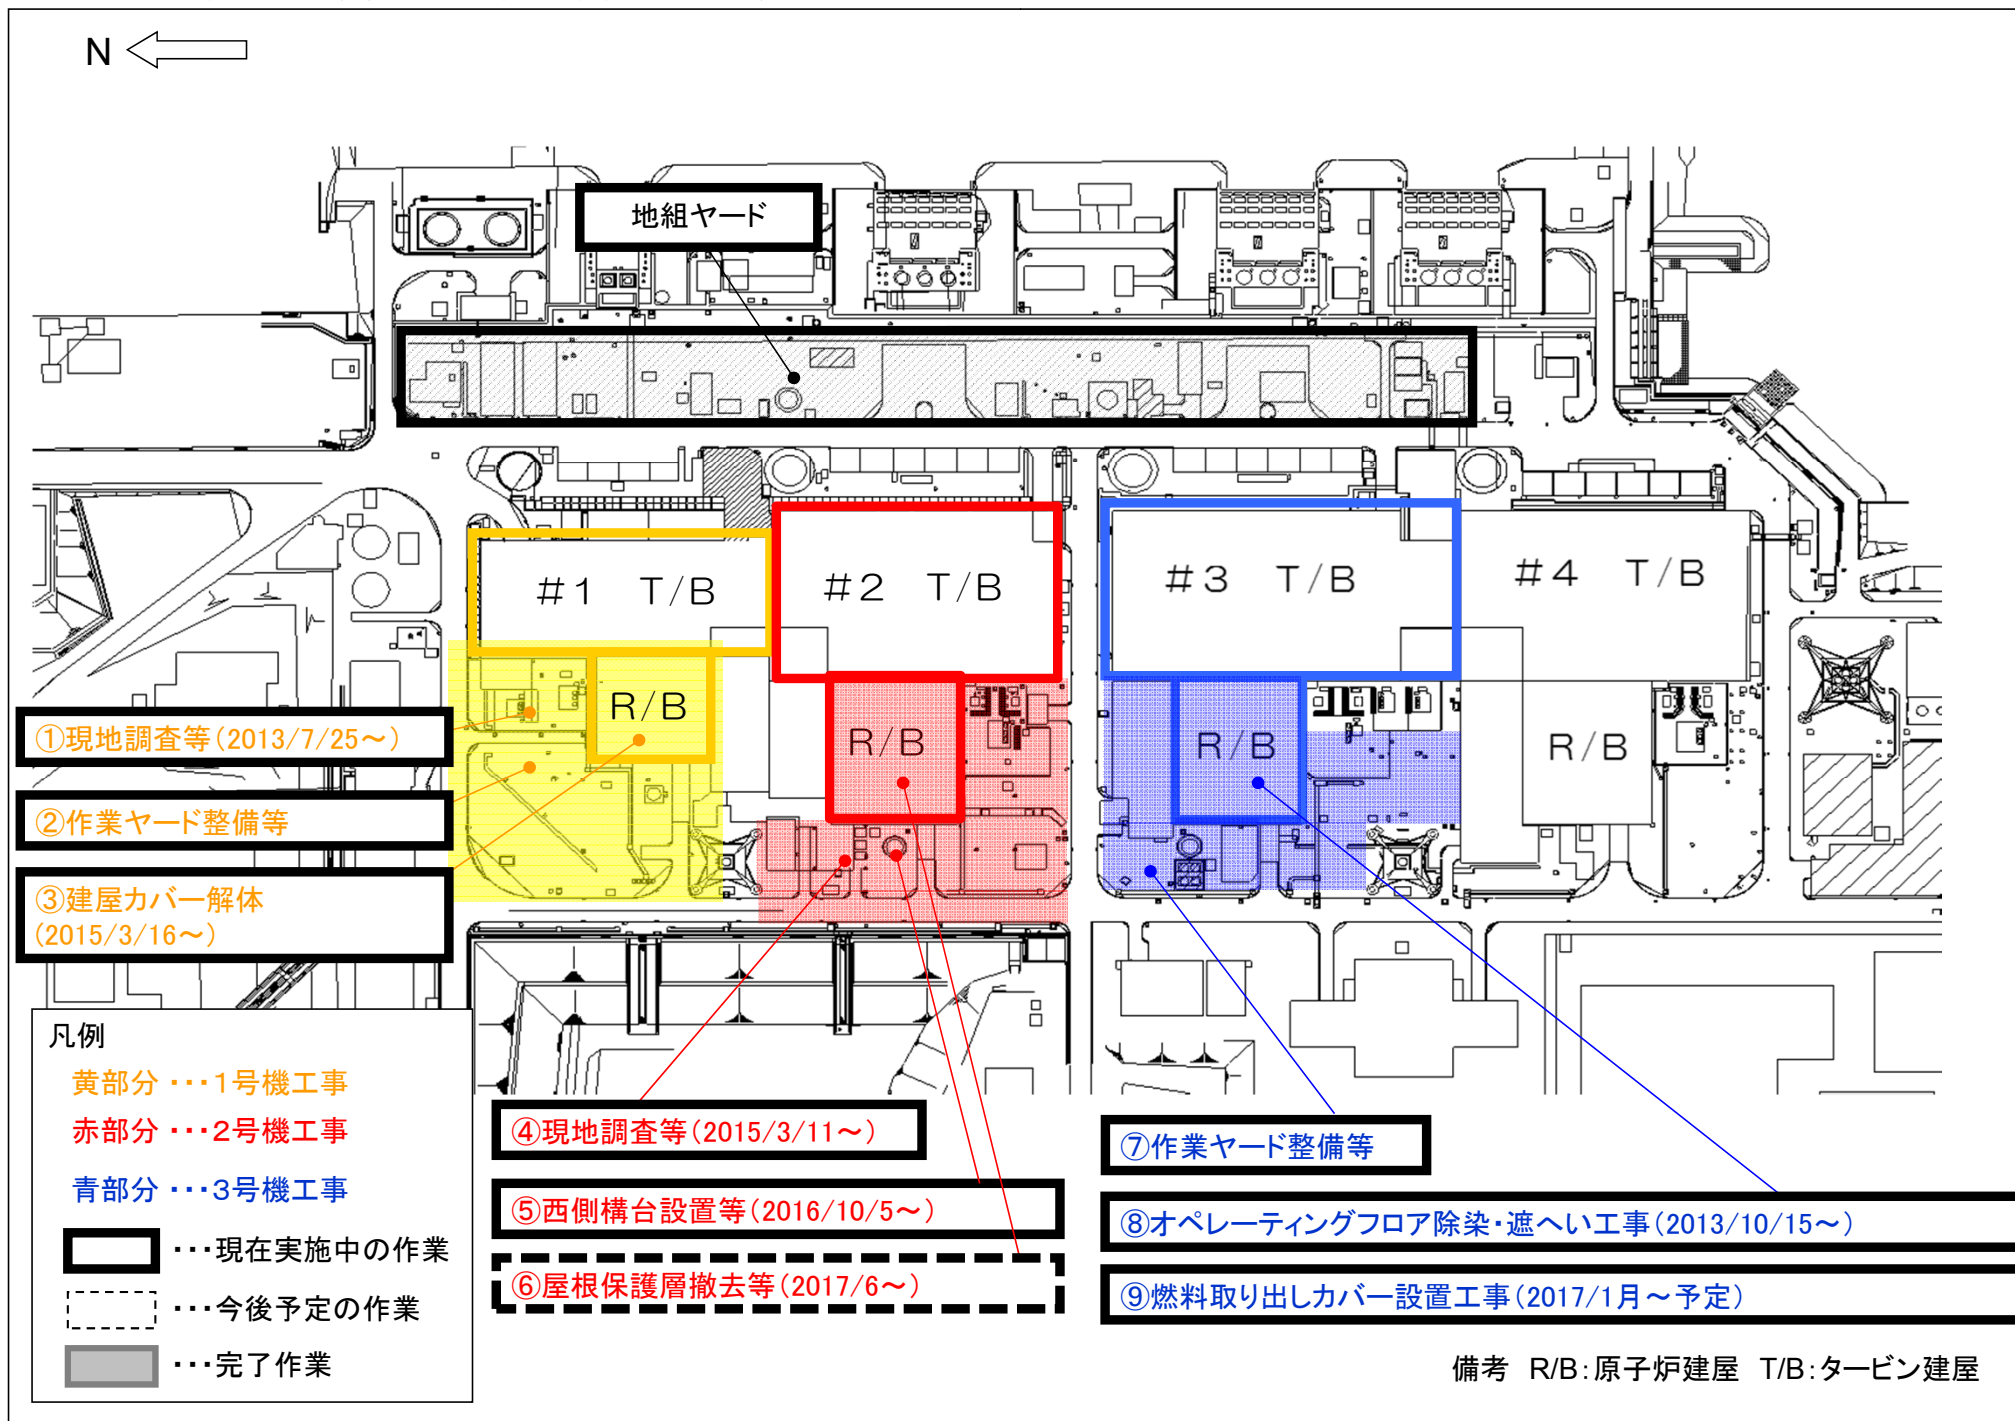 N
地組ヤード
#1 T/B
#2 T/B
#3 T/B
#4 T/B
R/B
R/B
R/B
R/B
①現地調査等(2013/7/25～)
②作業ヤード整備等
③建屋カバー解体
(2015/3/16～)
④現地調査等(2015/3/11～)
⑤西側構台設置等(2016/10/5～)
⑥屋根保護層撤去等(2017/6～)
⑦作業ヤード整備等
⑧オペレーティングフロア除染・遮へい工事(2013/10/15～)
⑨燃料取り出しカバー設置工事(2017/1月～予定)
凡例
黄部分 ・・・1号機工事
赤部分 ・・・2号機工事
青部分 ・・・3号機工事
・・・現在実施中の作業
・・・今後予定の作業
・・・完了作業
備考 R/B:原子炉建屋 T/B:タービン建屋